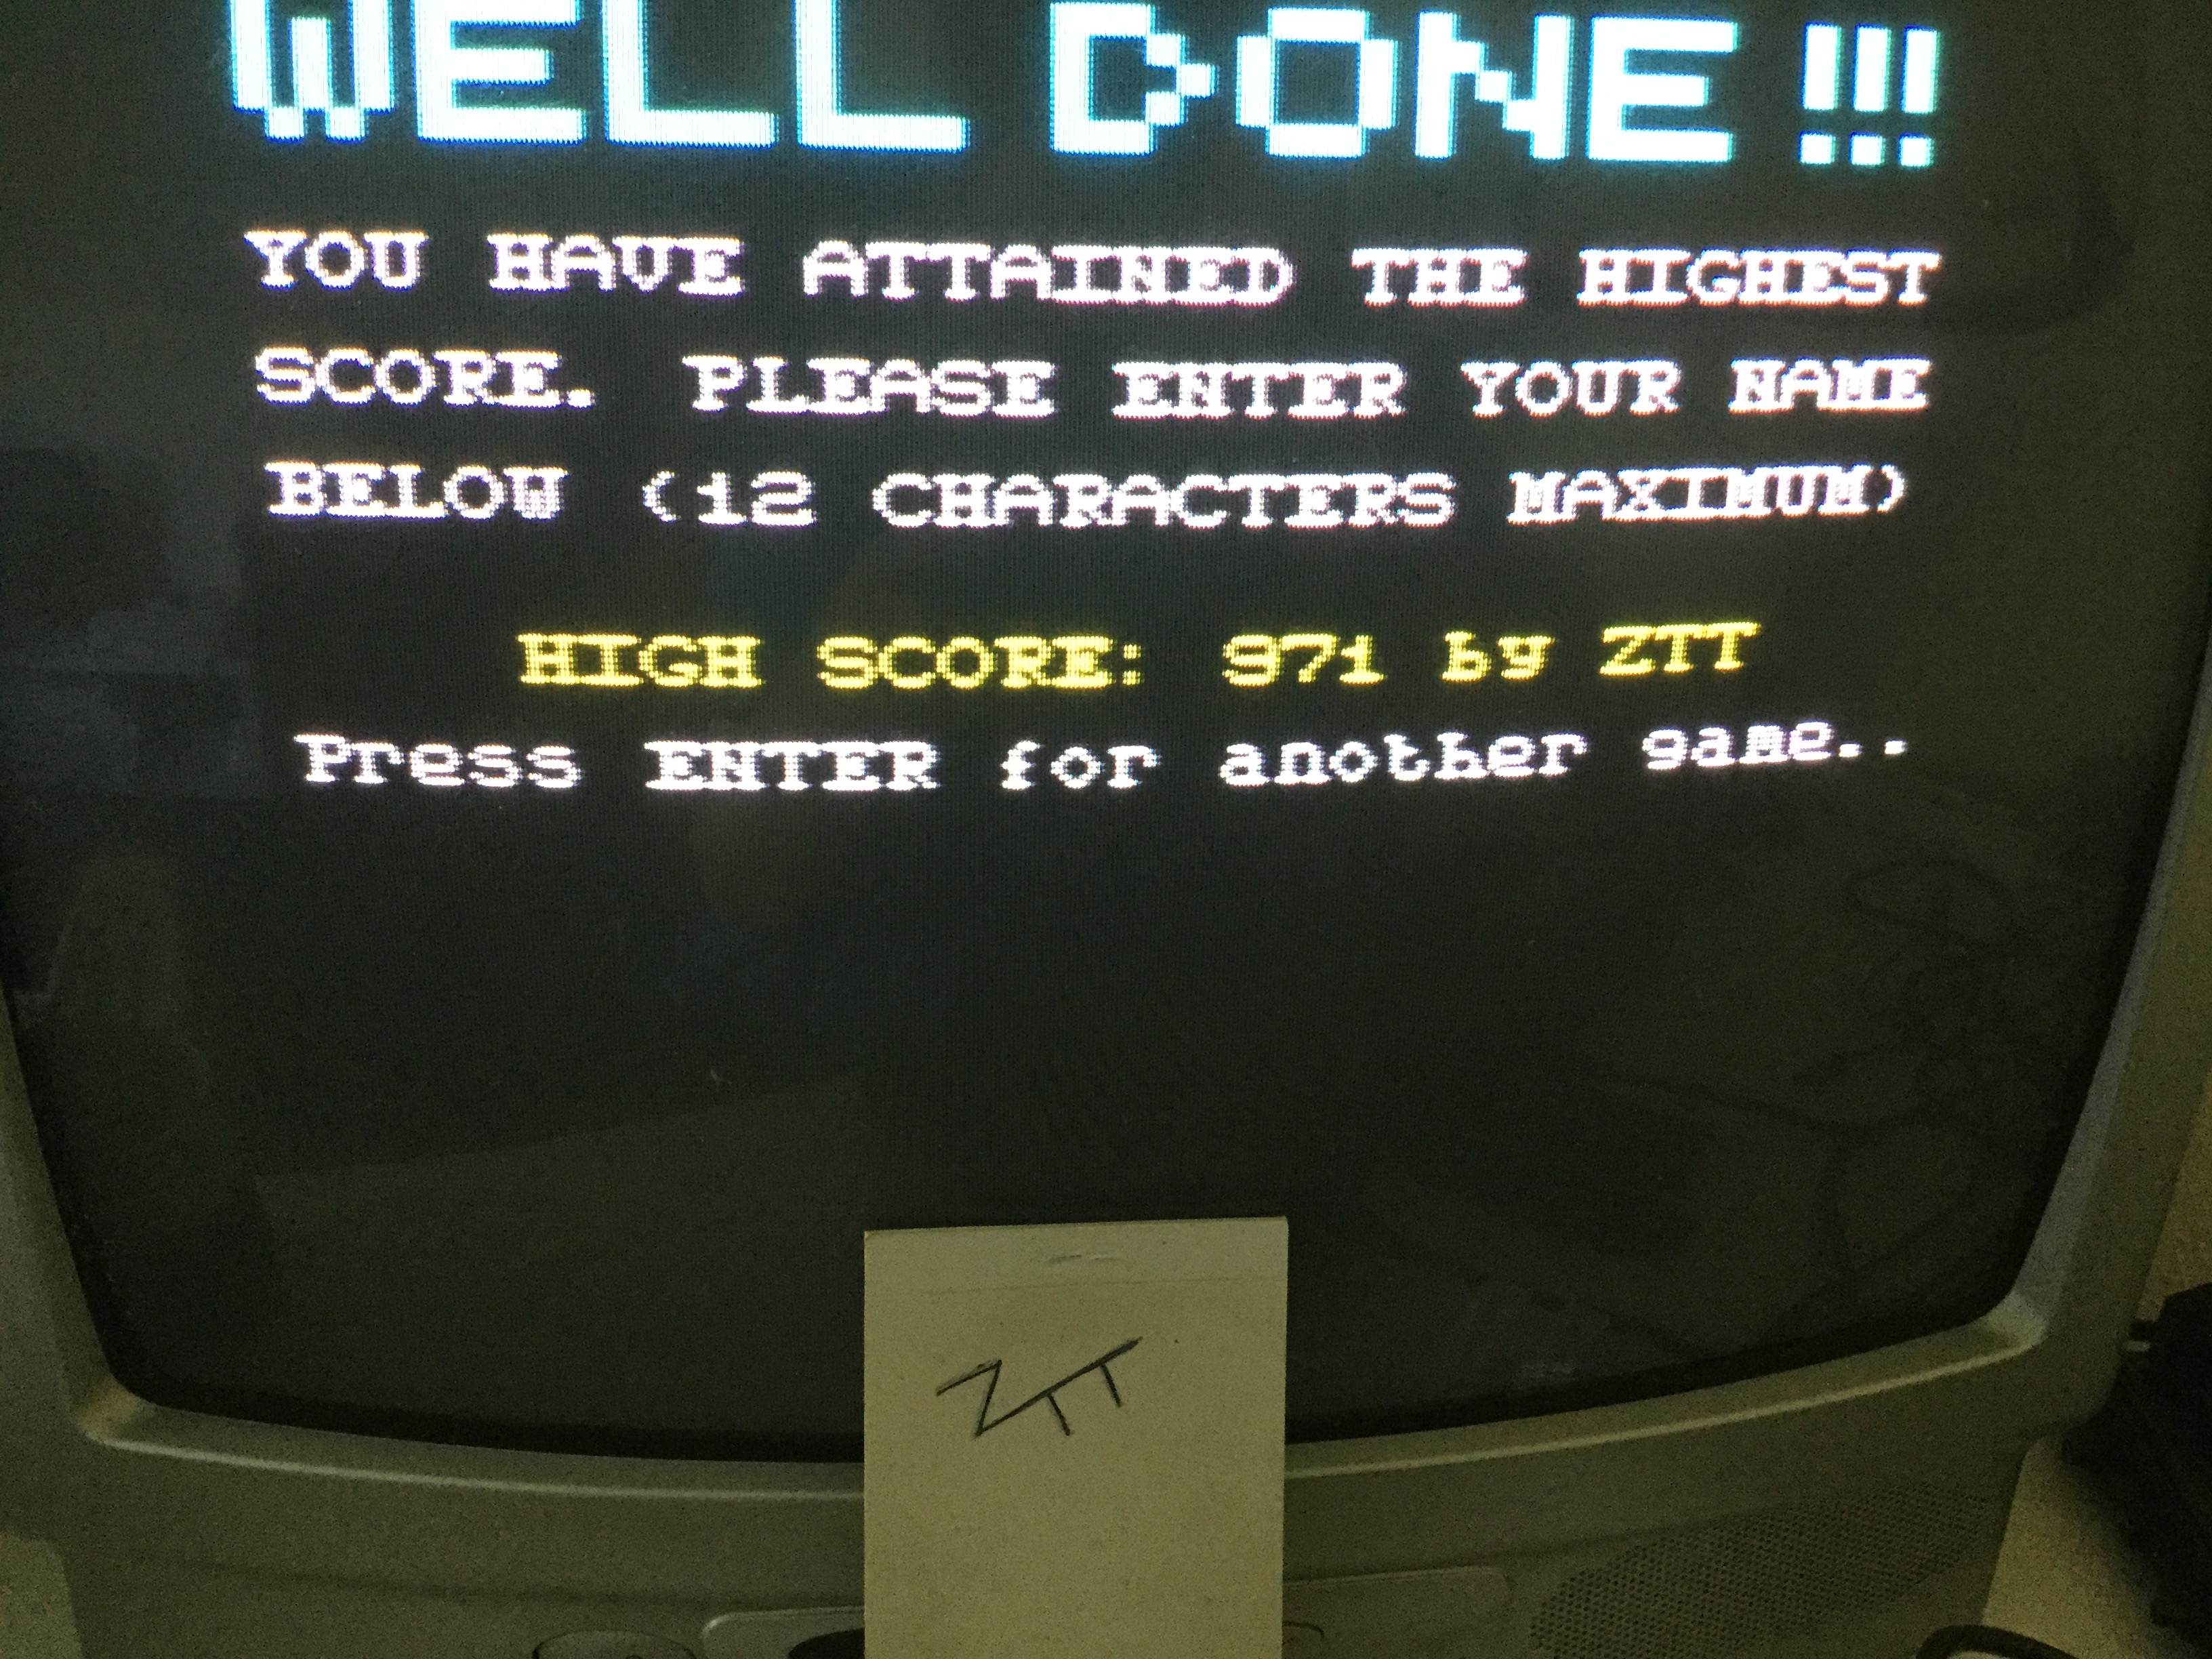 WELL DONE !!!
YOU HAVE ATTAINED THE HIGHEST
SCORE. PLEASE ENTER YOUR NAME
BELOW (12 CHARACTERS MAXIMUM)
HIGH SCORE: 971 by ZTT
Press ENTER for another game..
ZTT